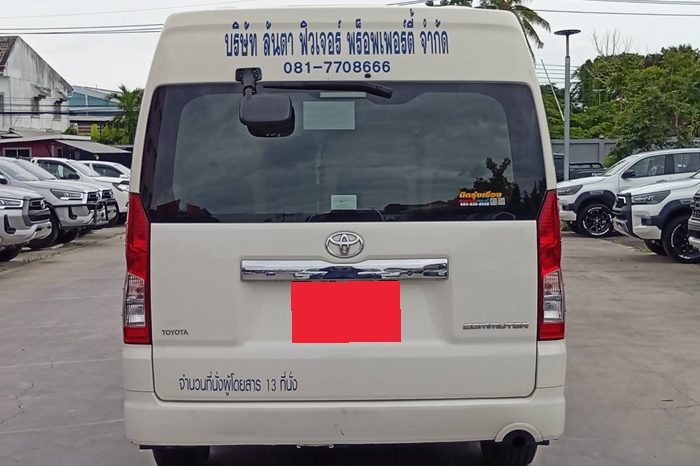 บริษัท ลันตา ฟิวเจอร์ พร็อพเพอร์ตี้ จำกัด
081-7708666
TOYOTA
COMMUTER
จำนวนที่นั่งผู้โดยสาร 13 ที่นั่ง